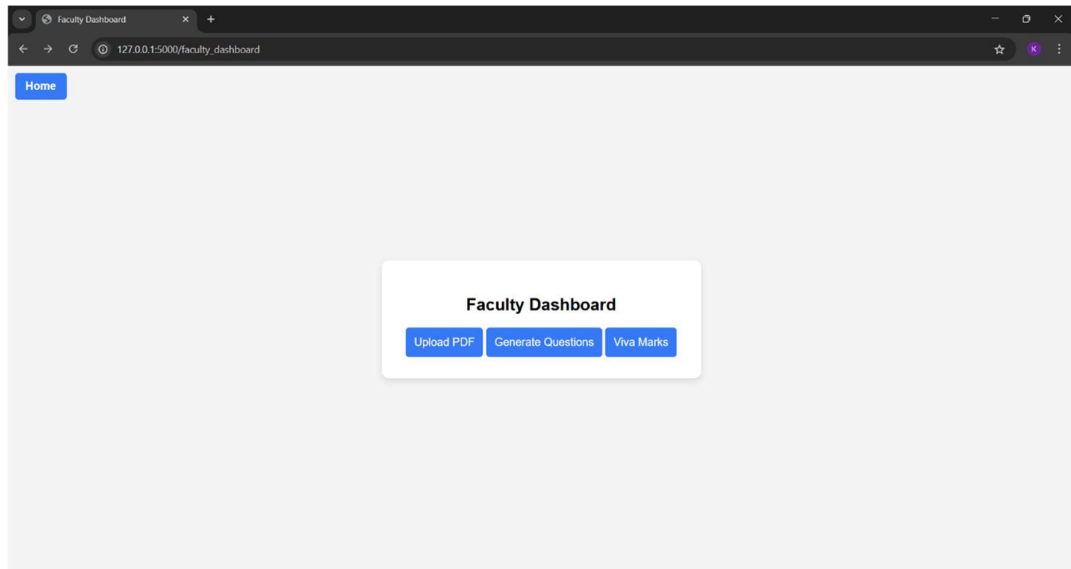 Faculty Dashboard
127.0.0.1:5000/faculty_dashboard
K
Home
Faculty Dashboard
Upload PDF Generate Questions Viva Marks